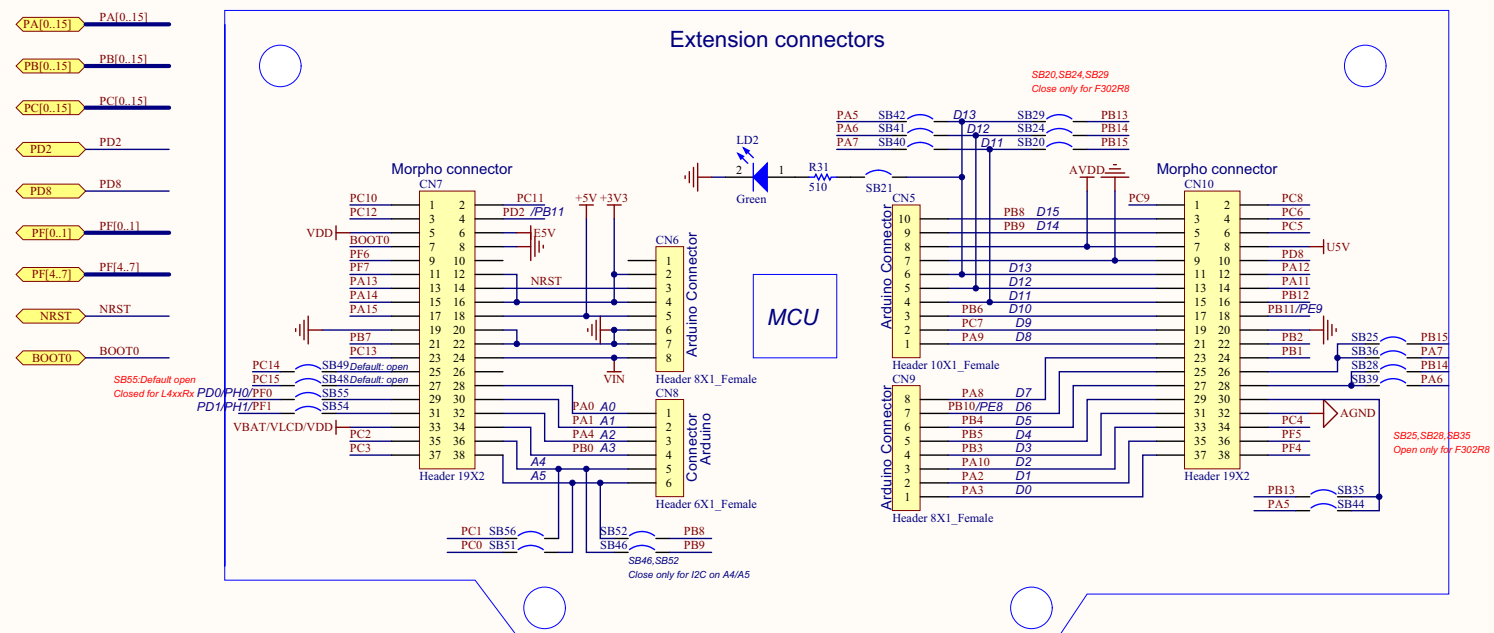 Extension connectors
PA[0..15] PA[0..15]
PB[0..15] PB[0..15]
PC[0..15] PC[0..15]
PD2 PD2
PD8 PD8
PF[0..1] PF[0..1]
PF[4..7] PF[4..7]
NRST NRST
BOOT0 BOOT0
SB20,SB24,SB29
Close only for F302R8
PA5 SB42 D13 SB29 PB13
PA6 SB41 D12 SB24 PB14
PA7 SB40 D11 SB20 PB15
LD2
2 1
Green
R31
510
SB21
Morpho connector
CN7
PC10 1 2 PC11
PC12 3 4 PD2 /PB11
VDD 5 6 E5V
BOOT0 7 8
PF6 9 10
PF7 11 12
PA13 13 14 NRST
PA14 15 16
PA15 17 18
19 20
PB7 21 22
PC13 23 24
PC14 SB49 Default: open 25 26
PC15 SB48 Default: open 27 28
PD0/PH0/PF0 SB55 29 30
PD1/PH1/PF1 SB54 31 32
VBAT/VLCD/VDD 33 34
PC2 35 36
PC3 37 38
Header 19X2
SB55:Default open
Closed for L4xxRx
+5V +3V3
CN6
1
2
3
4
5
6
7
8
Arduino Connector
Header 8X1_Female
VIN
CN8
PA0 A0 1
PA1 A1 2
PA4 A2 3
PB0 A3 4
A4 5
A5 6
Connector
Arduino
Header 6X1_Female
PC1 SB56 SB52 PB8
PC0 SB51 SB46 PB9
SB46,SB52
Close only for I2C on A4/A5
MCU
AVDD
CN5
Arduino Connector
10 PB8 D15
9 PB9 D14
8
7
6 D13
5 D12
4 D11
3 PB6 D10
2 PC7 D9
1 PA9 D8
Header 10X1_Female
CN9
Arduino Connector
8 PA8 D7
7 PB10/PE8 D6
6 PB4 D5
5 PB5 D4
4 PB3 D3
3 PA10 D2
2 PA2 D1
1 PA3 D0
Header 8X1_Female
Morpho connector
CN10
PC9 1 2 PC8
3 4 PC6
5 6 PC5
7 8 U5V
9 10 PD8
11 12 PA12
13 14 PA11
15 16 PB12
17 18 PB11/PE9
19 20
21 22 PB2
23 24 PB1
25 26
27 28
29 30
31 32 AGND
33 34 PC4
35 36 PF5
37 38 PF4
Header 19X2
SB25 PB15
SB36 PA7
SB28 PB14
SB39 PA6
SB25,SB28,SB35
Open only for F302R8
PB13 SB35
PA5 SB44